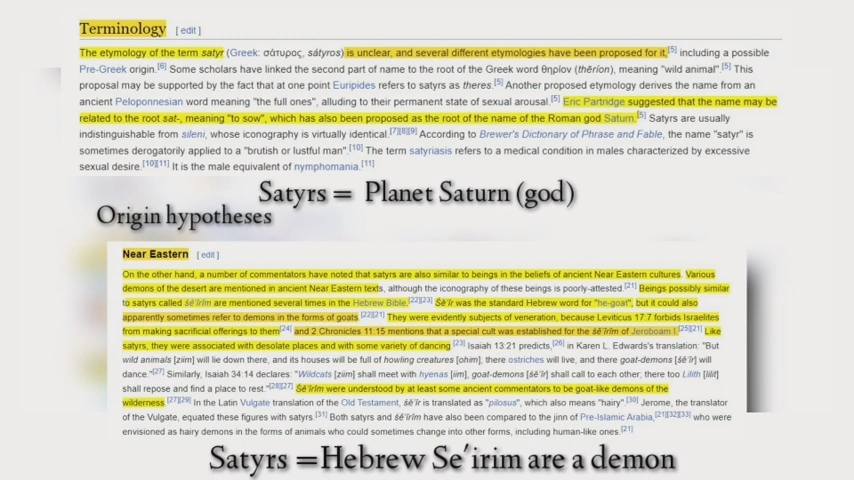 Terminology [ edit ]
The etymology of the term satyr (Greek: σάτυρος, sátyros) is unclear, and several different etymologies have been proposed for it,[5] including a possible
Pre-Greek origin.[6] Some scholars have linked the second part of name to the root of the Greek word θηρίον (thēríon), meaning "wild animal".[5] This
proposal may be supported by the fact that at one point Euripides refers to satyrs as theres.[5] Another proposed etymology derives the name from an
ancient Peloponnesian word meaning "the full ones", alluding to their permanent state of sexual arousal.[5] Eric Partridge suggested that the name may be
related to the root sat-, meaning "to sow", which has also been proposed as the root of the name of the Roman god Saturn.[5] Satyrs are usually
indistinguishable from sileni, whose iconography is virtually identical.[7][8][9] According to Brewer's Dictionary of Phrase and Fable, the name "satyr" is
sometimes derogatorily applied to a "brutish or lustful man".[10] The term satyriasis refers to a medical condition in males characterized by excessive
sexual desire.[10][11] It is the male equivalent of nymphomania.[11]
Satyrs = Planet Saturn (god)
Origin hypotheses
Near Eastern [ edit ]
On the other hand, a number of commentators have noted that satyrs are also similar to beings in the beliefs of ancient Near Eastern cultures. Various
demons of the desert are mentioned in ancient Near Eastern texts, although the iconography of these beings is poorly-attested.[21] Beings possibly similar
to satyrs called śě'îrîm are mentioned several times in the Hebrew Bible.[22][23] Śě'îr was the standard Hebrew word for "he-goat", but it could also
apparently sometimes refer to demons in the forms of goats.[22][21] They were evidently subjects of veneration, because Leviticus 17:7 forbids Israelites
from making sacrificial offerings to them[24] and 2 Chronicles 11:15 mentions that a special cult was established for the śě'îrîm of Jeroboam I.[25][21] Like
satyrs, they were associated with desolate places and with some variety of dancing.[23] Isaiah 13:21 predicts,[26] in Karen L. Edwards's translation: "But
wild animals [ziim] will lie down there, and its houses will be full of howling creatures [ohim]; there ostriches will live, and there goat-demons [śě'îr] will
dance."[27] Similarly, Isaiah 34:14 declares: "Wildcats [ziim] shall meet with hyenas [iim], goat-demons [śě'îr] shall call to each other; there too Lilith [lilit]
shall repose and find a place to rest."[28][27] Śě'îrîm were understood by at least some ancient commentators to be goat-like demons of the
wilderness.[27][29] In the Latin Vulgate translation of the Old Testament, śě'îr is translated as "pilosus", which also means "hairy".[30] Jerome, the translator
of the Vulgate, equated these figures with satyrs.[31] Both satyrs and śě'îrîm have also been compared to the jinn of Pre-Islamic Arabia,[21][32][33] who were
envisioned as hairy demons in the forms of animals who could sometimes change into other forms, including human-like ones.[21]
Satyrs =Hebrew Se'irim are a demon